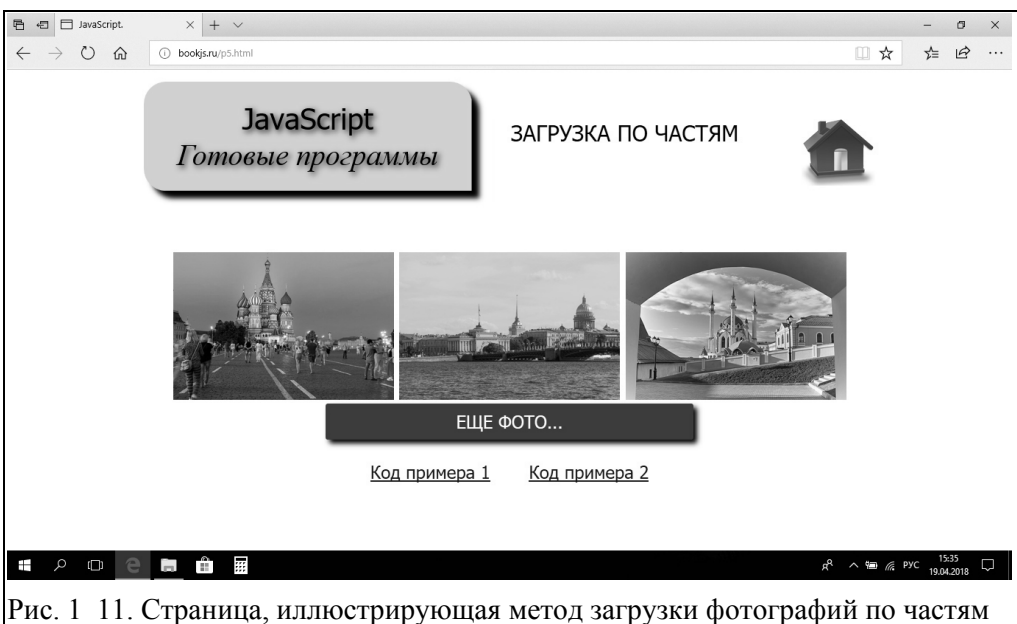 JavaScript.
bookjs.ru/p5.html
JavaScript
Готовые программы
ЗАГРУЗКА ПО ЧАСТЯМ
ЕЩЕ ФОТО...
Код примера 1 Код примера 2
РУС
15:35
19.04.2018
Рис. 1 11. Страница, иллюстрирующая метод загрузки фотографий по частям